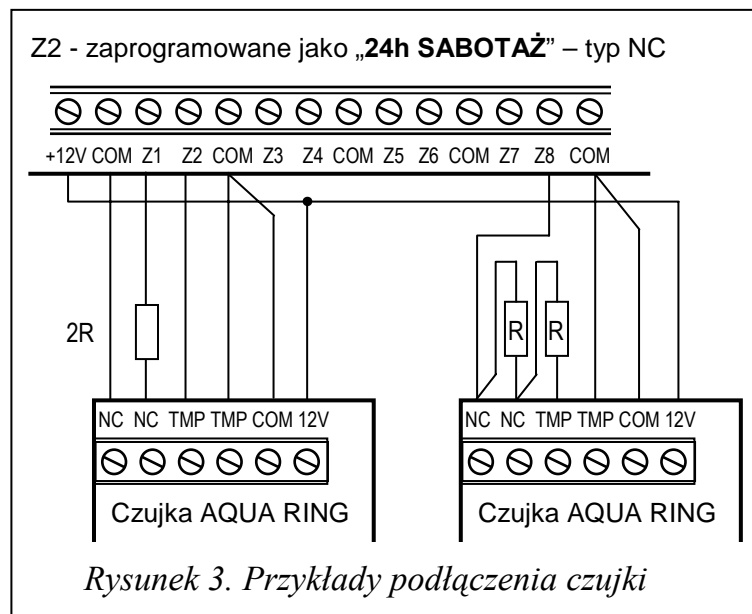 Z2 - zaprogramowane jako „24h SABOTAŻ” – typ NC
+12V COM Z1 Z2 COM Z3 Z4 COM Z5 Z6 COM Z7 Z8 COM
2R
R R
NC NC TMP TMP COM 12V
Czujka AQUA RING
NC NC TMP TMP COM 12V
Czujka AQUA RING
Rysunek 3. Przykłady podłączenia czujki